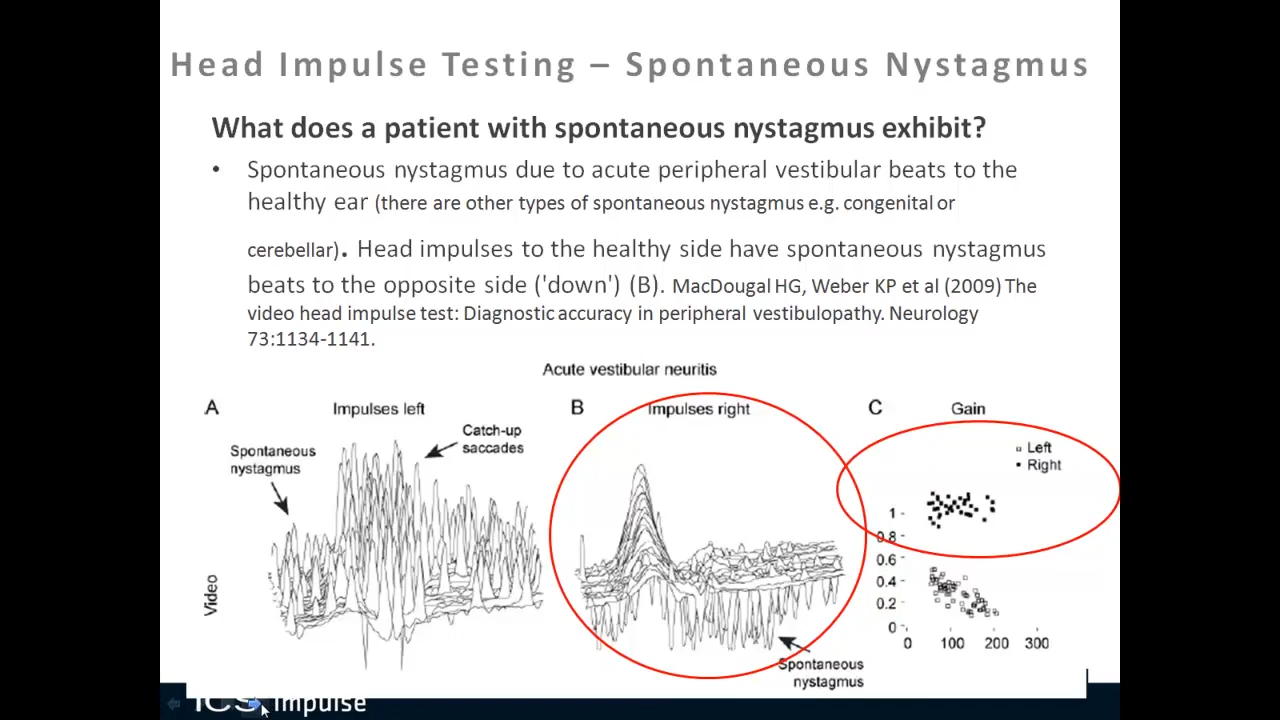 Head Impulse Testing – Spontaneous Nystagmus
What does a patient with spontaneous nystagmus exhibit?
• Spontaneous nystagmus due to acute peripheral vestibular beats to the
healthy ear (there are other types of spontaneous nystagmus e.g. congenital or
cerebellar). Head impulses to the healthy side have spontaneous nystagmus
beats to the opposite side ('down') (B). MacDougal HG, Weber KP et al (2009) The
video head impulse test: Diagnostic accuracy in peripheral vestibulopathy. Neurology
73:1134-1141.
Acute vestibular neuritis
A Impulses left
B Impulses right
C Gain
Spontaneous
nystagmus
Catch-up
saccades
Left
Right
Video
1
0.8
0.6
0.4
0.2
0
0 100 200 300
Spontaneous
nystagmus
ICS Impulse